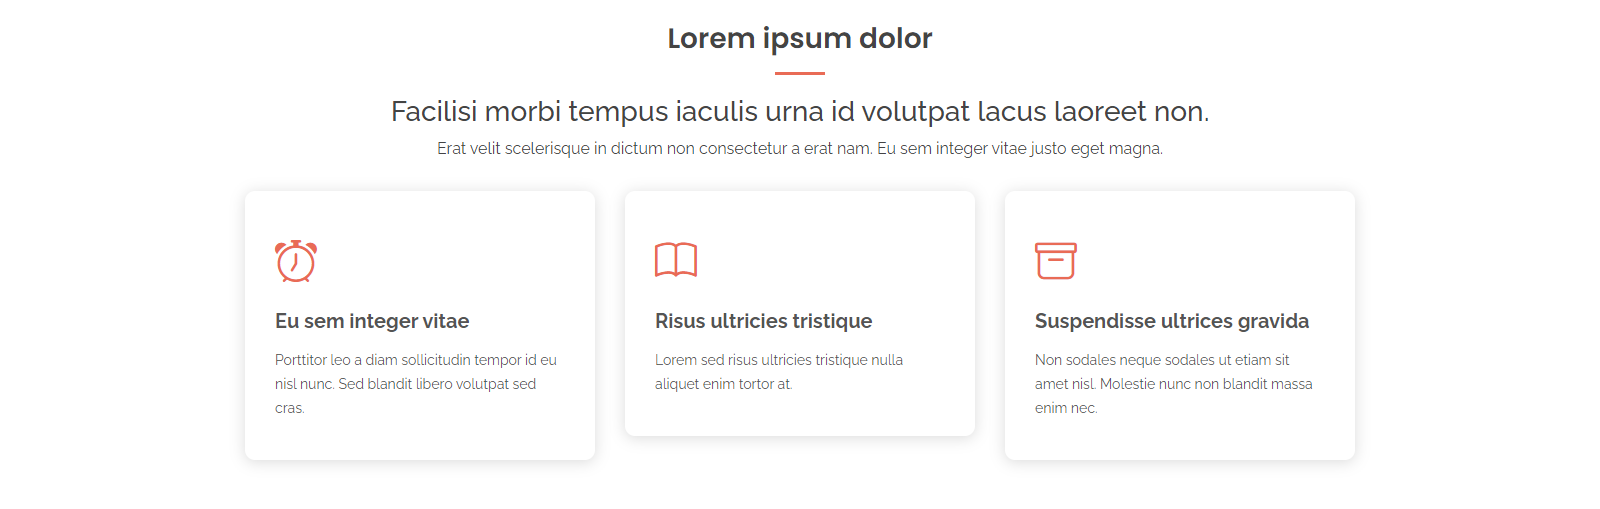 Lorem ipsum dolor
Facilisi morbi tempus iaculis urna id volutpat lacus laoreet non.
Erat velit scelerisque in dictum non consectetur a erat nam. Eu sem integer vitae justo eget magna.
Eu sem integer vitae
Porttitor leo a diam sollicitudin tempor id eu
nisl nunc. Sed blandit libero volutpat sed
cras.
Risus ultricies tristique
Lorem sed risus ultricies tristique nulla
aliquet enim tortor at.
Suspendisse ultrices gravida
Non sodales neque sodales ut etiam sit
amet nisl. Molestie nunc non blandit massa
enim nec.